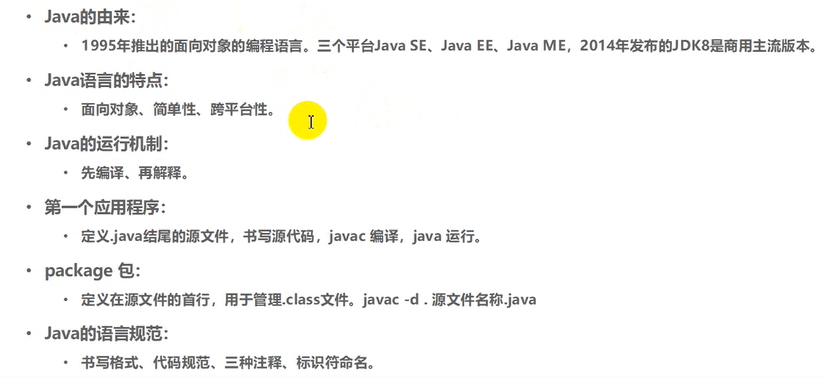 • Java的由来：
• 1995年推出的面向对象的编程语言。三个平台Java SE、Java EE、Java ME，2014年发布的JDK8是商用主流版本。
• Java语言的特点：
• 面向对象、简单性、跨平台性。
• Java的运行机制：
• 先编译、再解释。
• 第一个应用程序：
• 定义.java结尾的源文件，书写源代码，javac 编译，java 运行。
• package 包：
• 定义在源文件的首行，用于管理.class文件。javac -d . 源文件名称.java
• Java的语言规范：
• 书写格式、代码规范、三种注释、标识符命名。